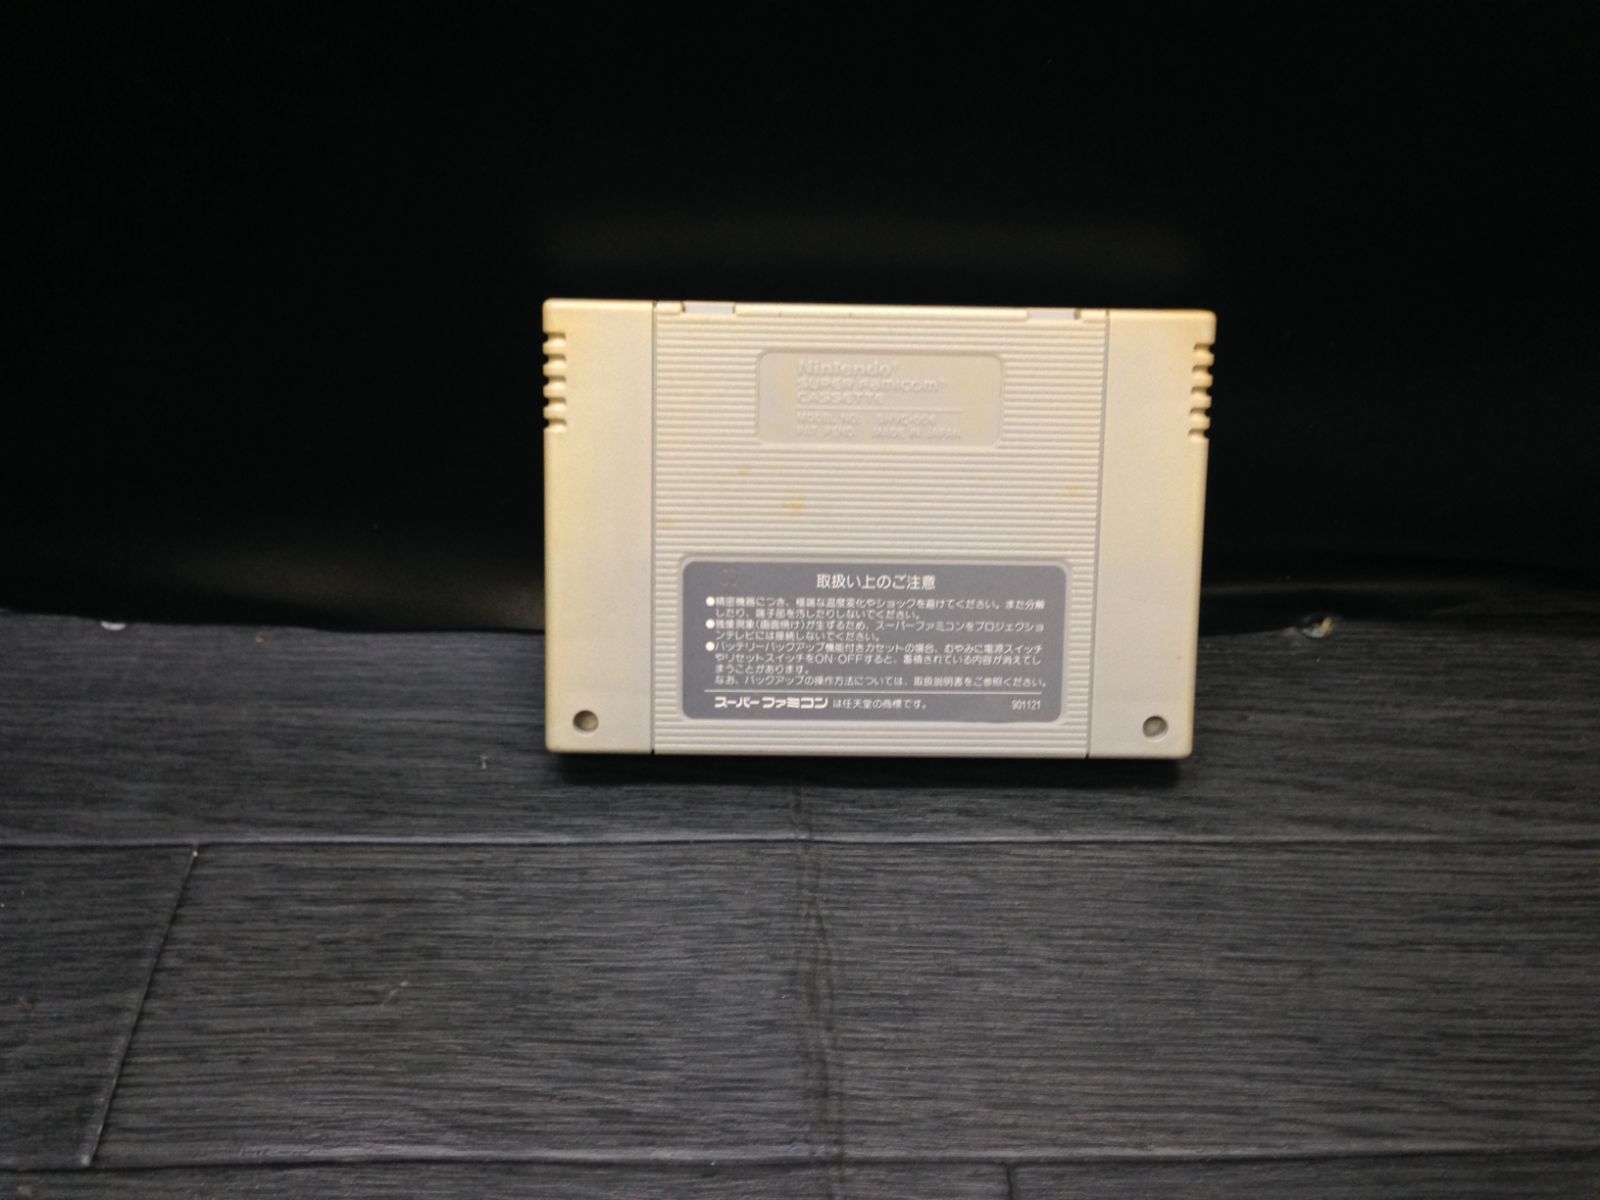 Nintendo®
SUPER FAMICOM™
CASSETTE
MODEL NO. SHVC-006
PAT. PEND. MADE IN JAPAN
取扱い上のご注意
●精密機器につき、極端な温度変化やショックを避けてください。また分解
したり、端子部を汚したりしないでください。
●残像現象(画面焼け)が生ずるため、スーパーファミコンをプロジェクショ
ンテレビには接続しないでください。
●バッテリーバックアップ機能付きカセットの場合、むやみに電源スイッチ
やリセットスイッチをON・OFFすると、蓄積されている内容が消えてし
まうことがあります。
なお、バックアップの操作方法については、取扱説明書をご参照ください。
スーパーファミコン は任天堂の商標です。 901121